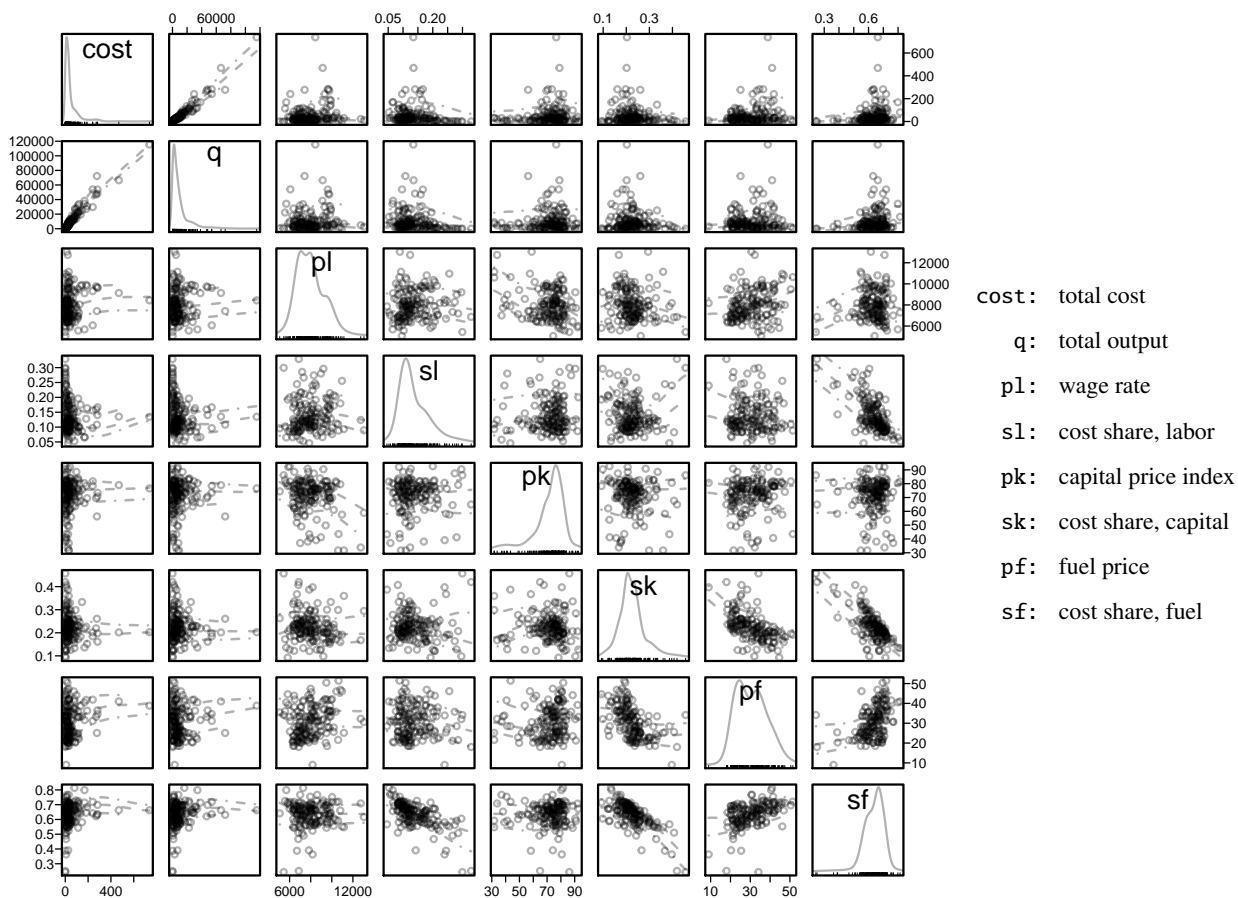 0 60000 0.05 0.20 0.1 0.3 0.3 0.6
cost
0 200 400 600
0 20000 40000 60000 80000 100000 120000
q
pl
6000 8000 10000 12000
0.05 0.10 0.15 0.20 0.25 0.30
sl
pk
30 40 50 60 70 80 90
0.1 0.2 0.3 0.4
sk
pf
10 20 30 40 50
0.3 0.4 0.5 0.6 0.7 0.8
sf
0 400 6000 12000 30 50 70 90 10 30 50
cost: total cost
q: total output
pl: wage rate
sl: cost share, labor
pk: capital price index
sk: cost share, capital
pf: fuel price
sf: cost share, fuel